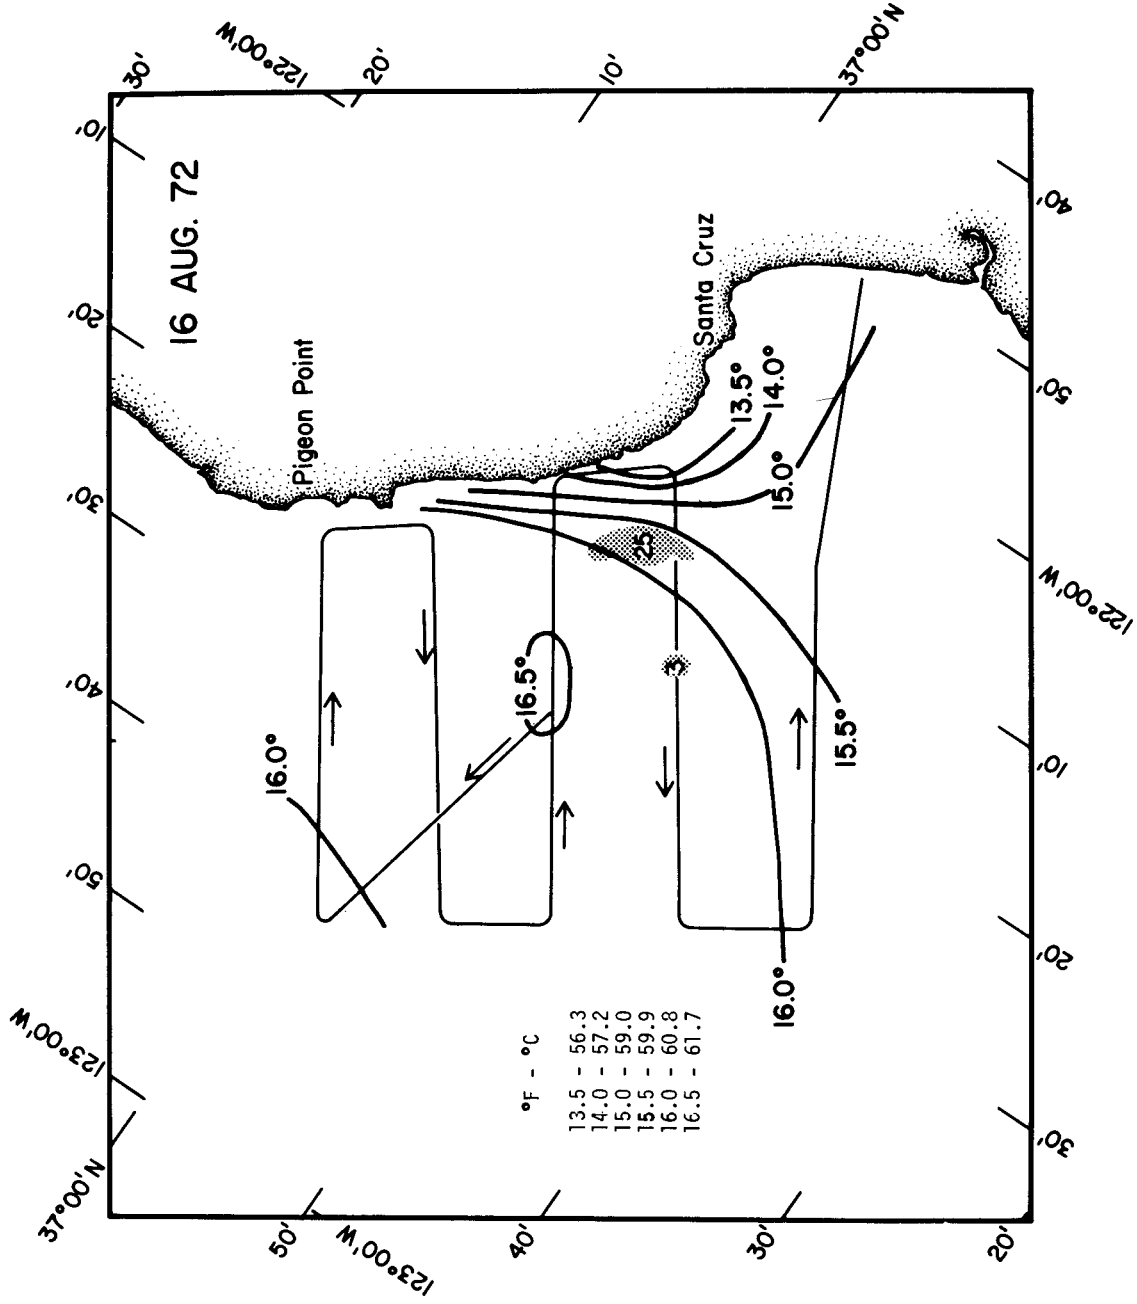 16 AUG. 72
Pigeon Point
Santa Cruz
13.5°
14.0°
15.0°
15.5°
16.0°
16.0°
16.5°
25
3
°F - °C
13.5 - 56.3
14.0 - 57.2
15.0 - 59.0
15.5 - 59.9
16.0 - 60.8
16.5 - 61.7
30'
122°00'W
20'
10'
37°00'N
10'
20'
30'
40'
50'
123°00'W
37°00'N
50'
123°00'W
40'
30'
20'
40'
50'
122°00'W
10'
20'
30'